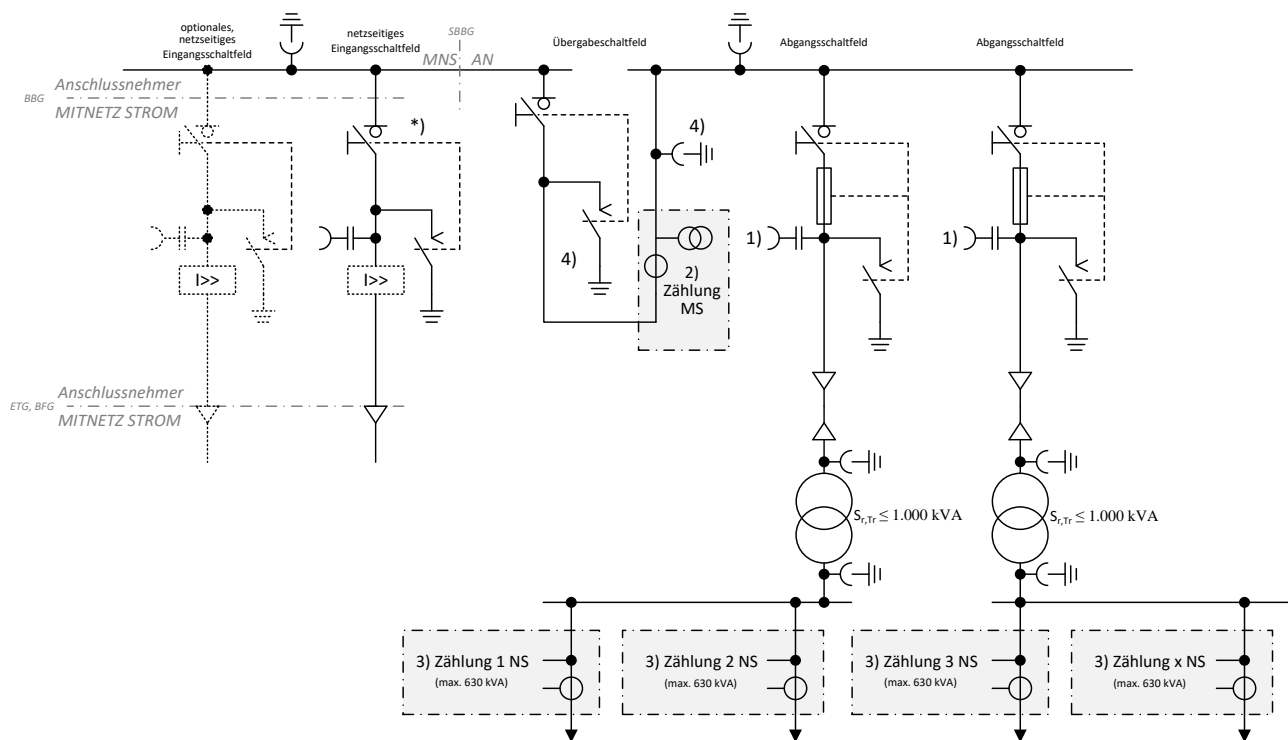 optionales,
netzseitiges
Eingangsschaltfeld
netzseitiges
Eingangsschaltfeld
SBBG
MNS AN
Übergabeschaltfeld
Abgangsschaltfeld
Abgangsschaltfeld
BBG
Anschlussnehmer
MITNETZ STROM
*)
4)
4)
1)
1)
I>>
I>>
2)
Zählung
MS
ETG, BFG
Anschlussnehmer
MITNETZ STROM
Sr,Tr ≤ 1.000 kVA
Sr,Tr ≤ 1.000 kVA
3) Zählung 1 NS
(max. 630 kVA)
3) Zählung 2 NS
(max. 630 kVA)
3) Zählung 3 NS
(max. 630 kVA)
3) Zählung x NS
(max. 630 kVA)